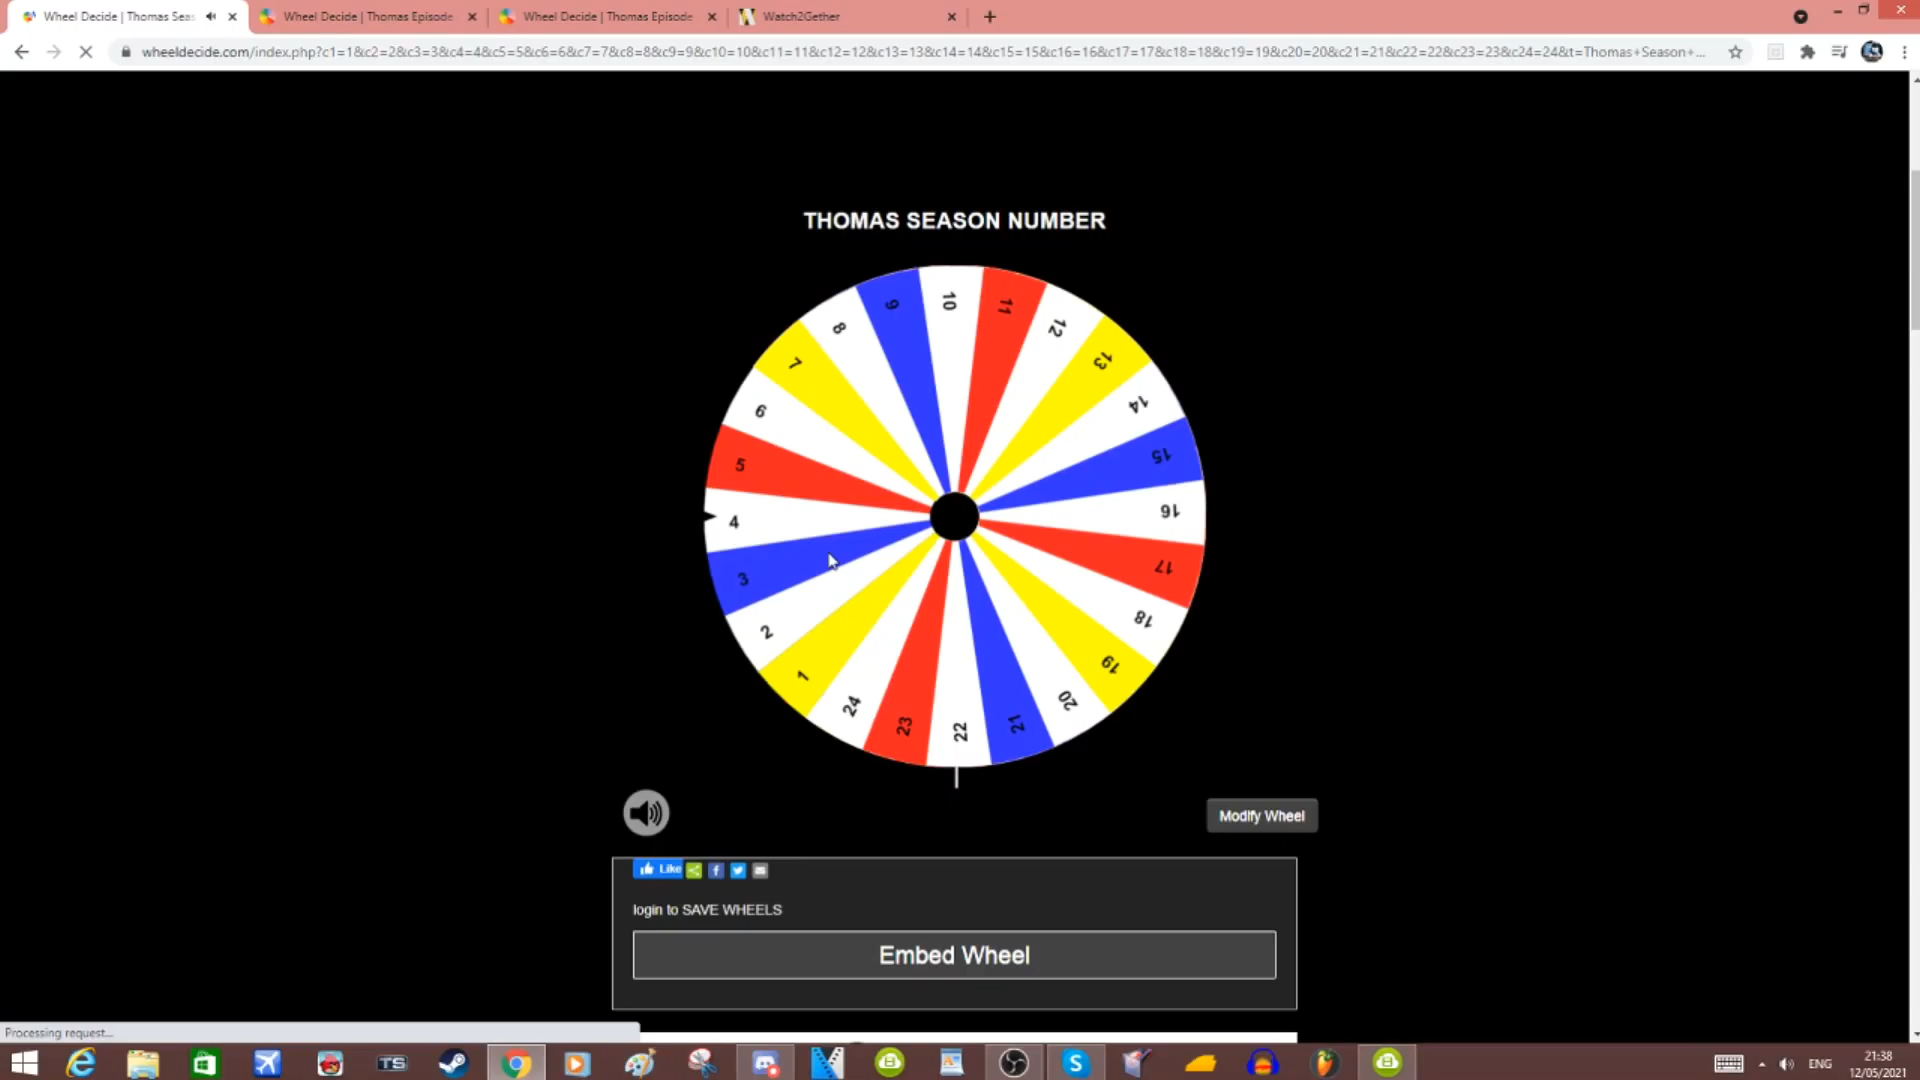 Wheel Decide | Thomas Sea
Wheel Decide | Thomas Episode
Wheel Decide | Thomas Episode
Watch2Gether
wheeldecide.com/index.php?c1=1&c2=2&c3=3&c4=4&c5=5&c6=6&c7=7&c8=8&c9=9&c10=10&c11=11&c12=12&c13=13&c14=14&c15=15&c16=16&c17=17&c18=18&c19=19&c20=20&c21=21&c22=22&c23=23&c24=24&t=Thomas+Season+...
THOMAS SEASON NUMBER
1
2
3
4
5
6
7
8
9
10
11
12
13
14
15
16
17
18
19
20
21
22
23
24
Modify Wheel
Like
login to SAVE WHEELS
Embed Wheel
Processing request...
TS
ENG
21:38
12/05/2021